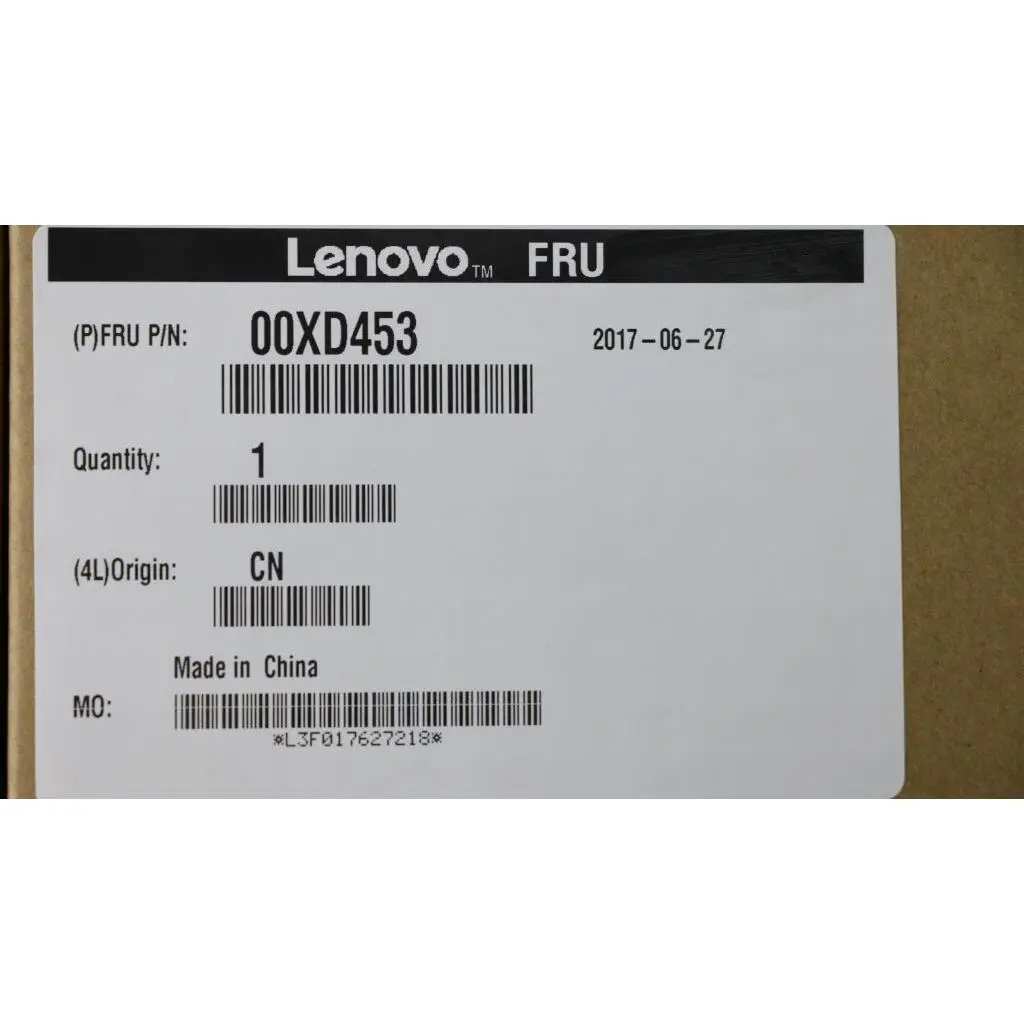 Lenovo™ FRU
(P)FRU P/N: 00XD453 2017-06-27
Quantity: 1
(4L)Origin: CN
Made in China
MO:
*L3F017627218*